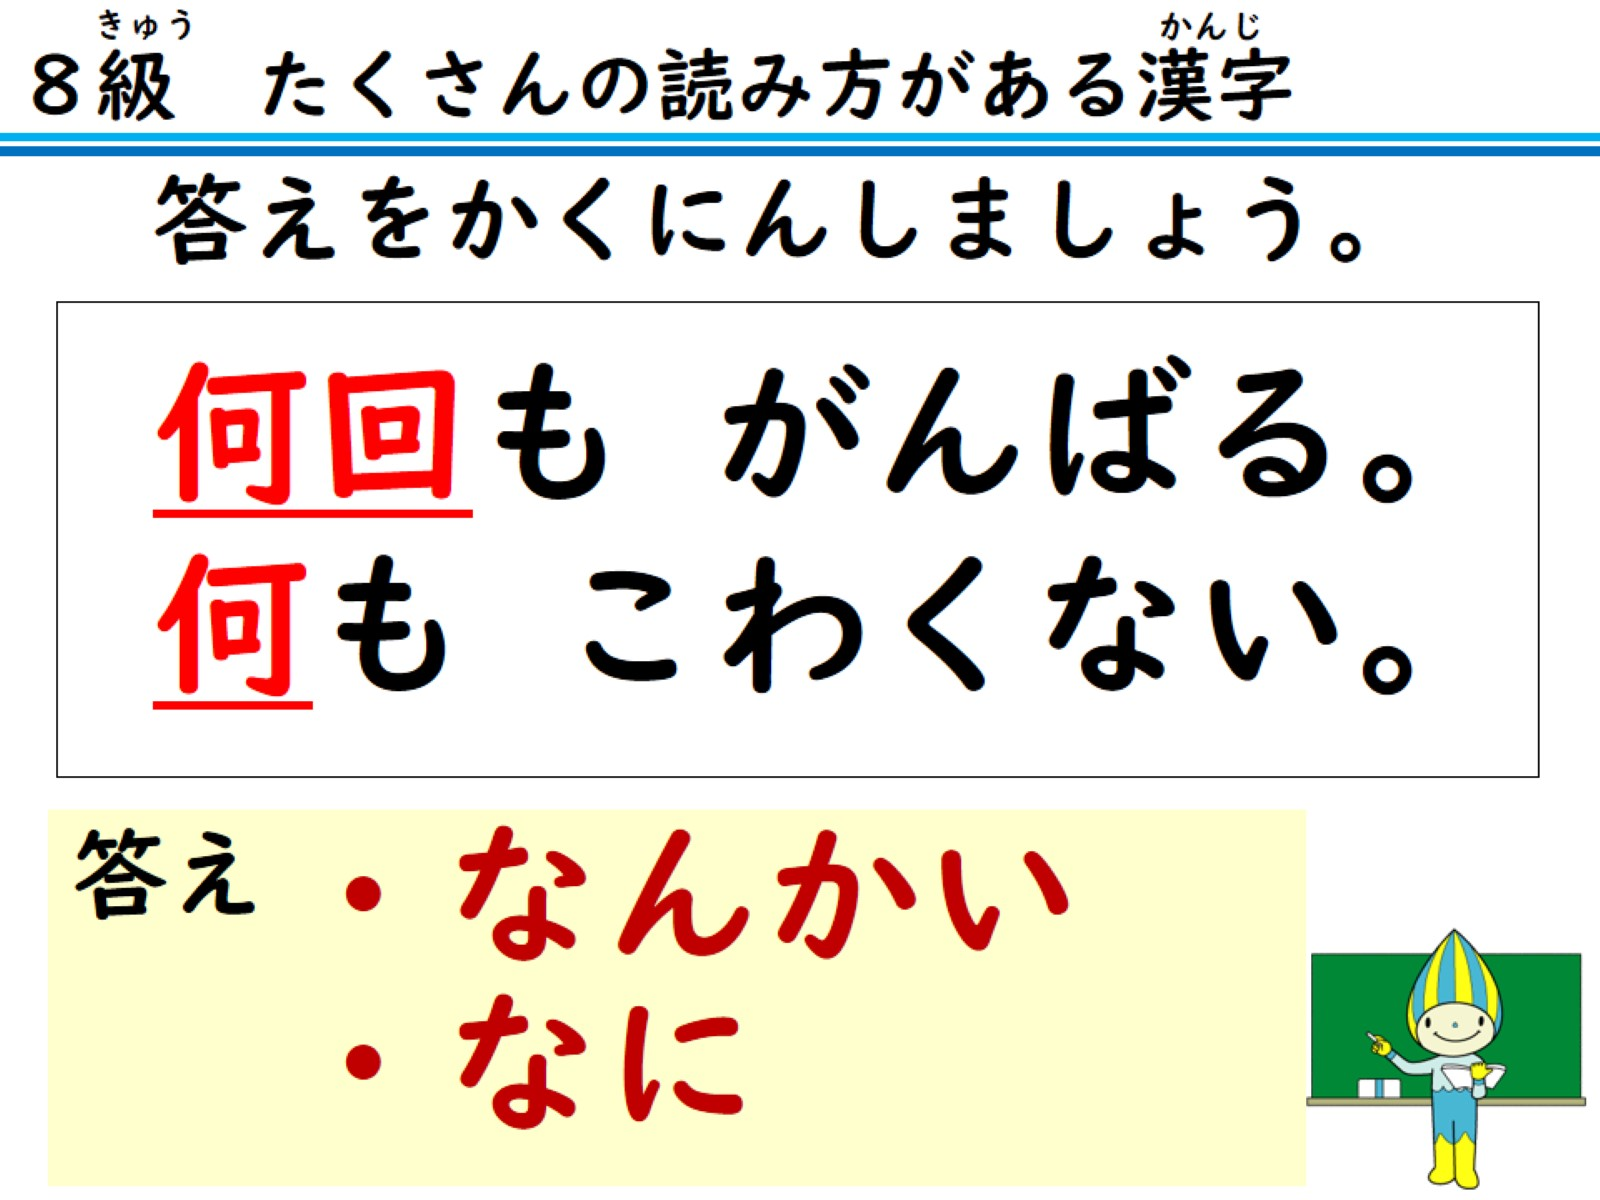 きゅう かんじ
８級　たくさんの読み方がある漢字
答えをかくにんしましょう。
何回も　がんばる。
何も　こわくない。
答え ・なんかい
・なに